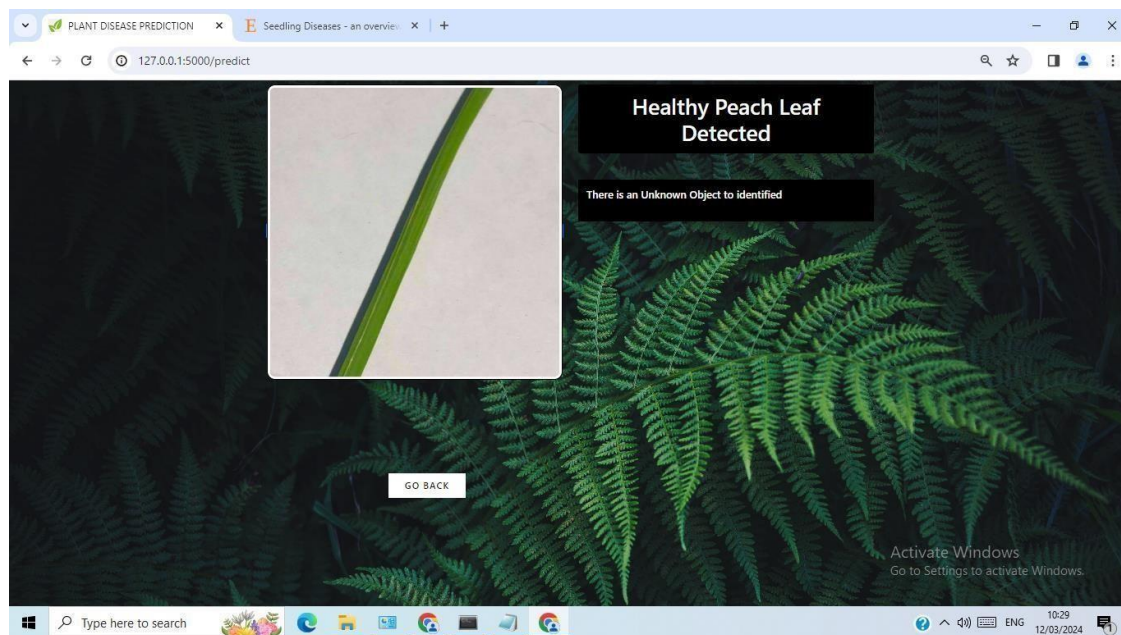 PLANT DISEASE PREDICTION
Seedling Diseases - an overview
127.0.0.1:5000/predict
Healthy Peach Leaf
Detected
There is an Unknown Object to identified
GO BACK
Activate Windows
Go to Settings to activate Windows.
Type here to search
ENG
10:29
12/03/2024
1